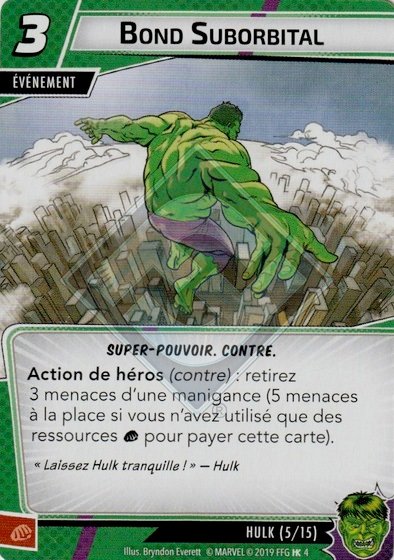 3
BOND SUBORBITAL
ÉVÉNEMENT
SUPER-POUVOIR. CONTRE.
Action de héros (contre) : retirez
3 menaces d’une manigance (5 menaces
à la place si vous n’avez utilisé que des
ressources pour payer cette carte).
« Laissez Hulk tranquille ! » — Hulk
HULK (5/15)
Illus. Bryndon Everett © MARVEL © 2019 FFG HK 4